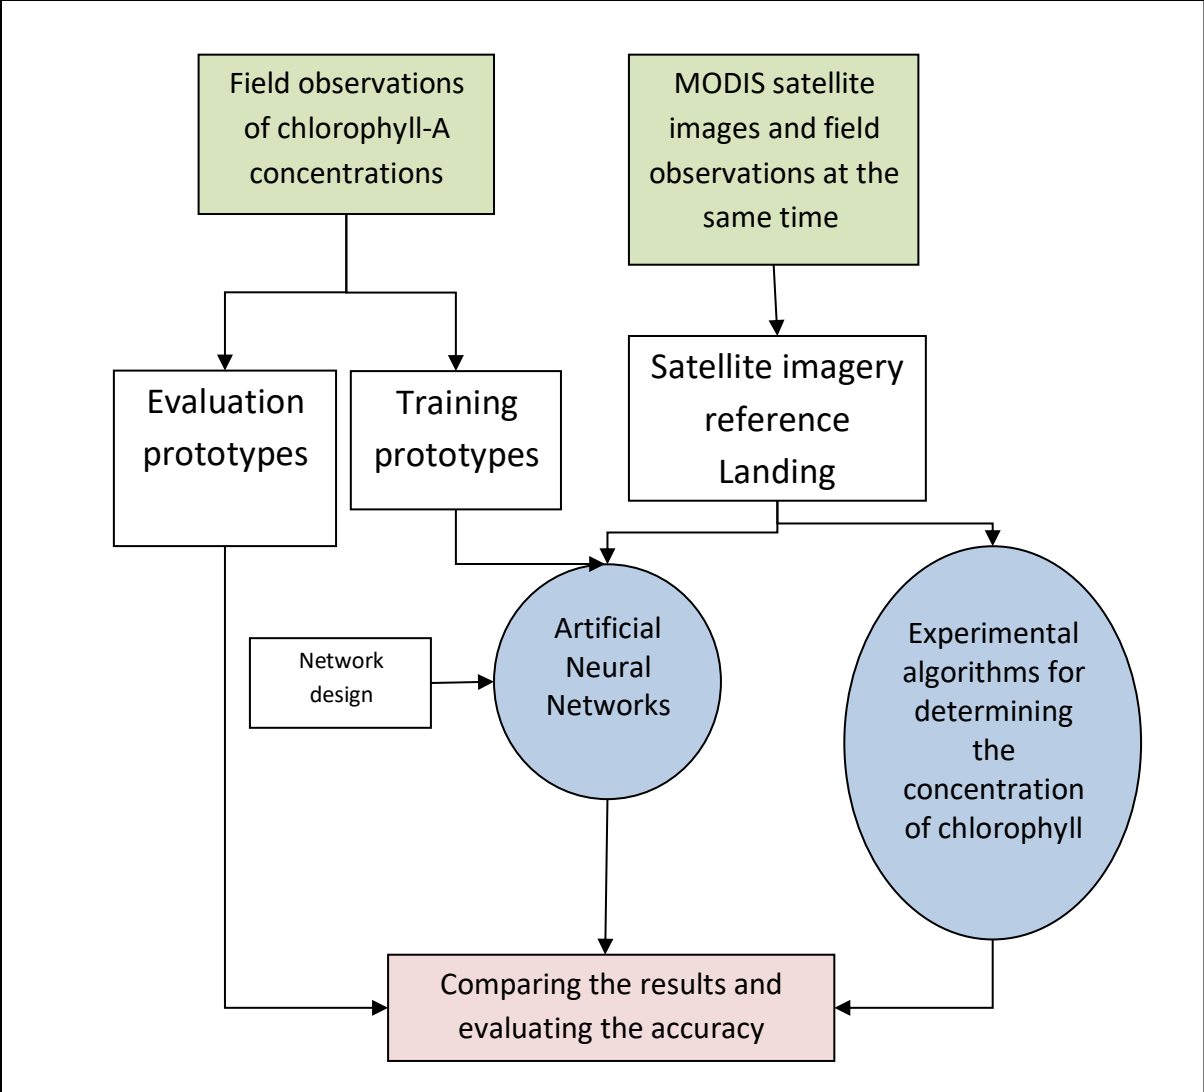 Field observations
of chlorophyll-A
concentrations
MODIS satellite
images and field
observations at the
same time
Evaluation
prototypes
Training
prototypes
Satellite imagery
reference
Landing
Network
design
Artificial
Neural
Networks
Experimental
algorithms for
determining
the
concentration
of chlorophyll
Comparing the results and
evaluating the accuracy